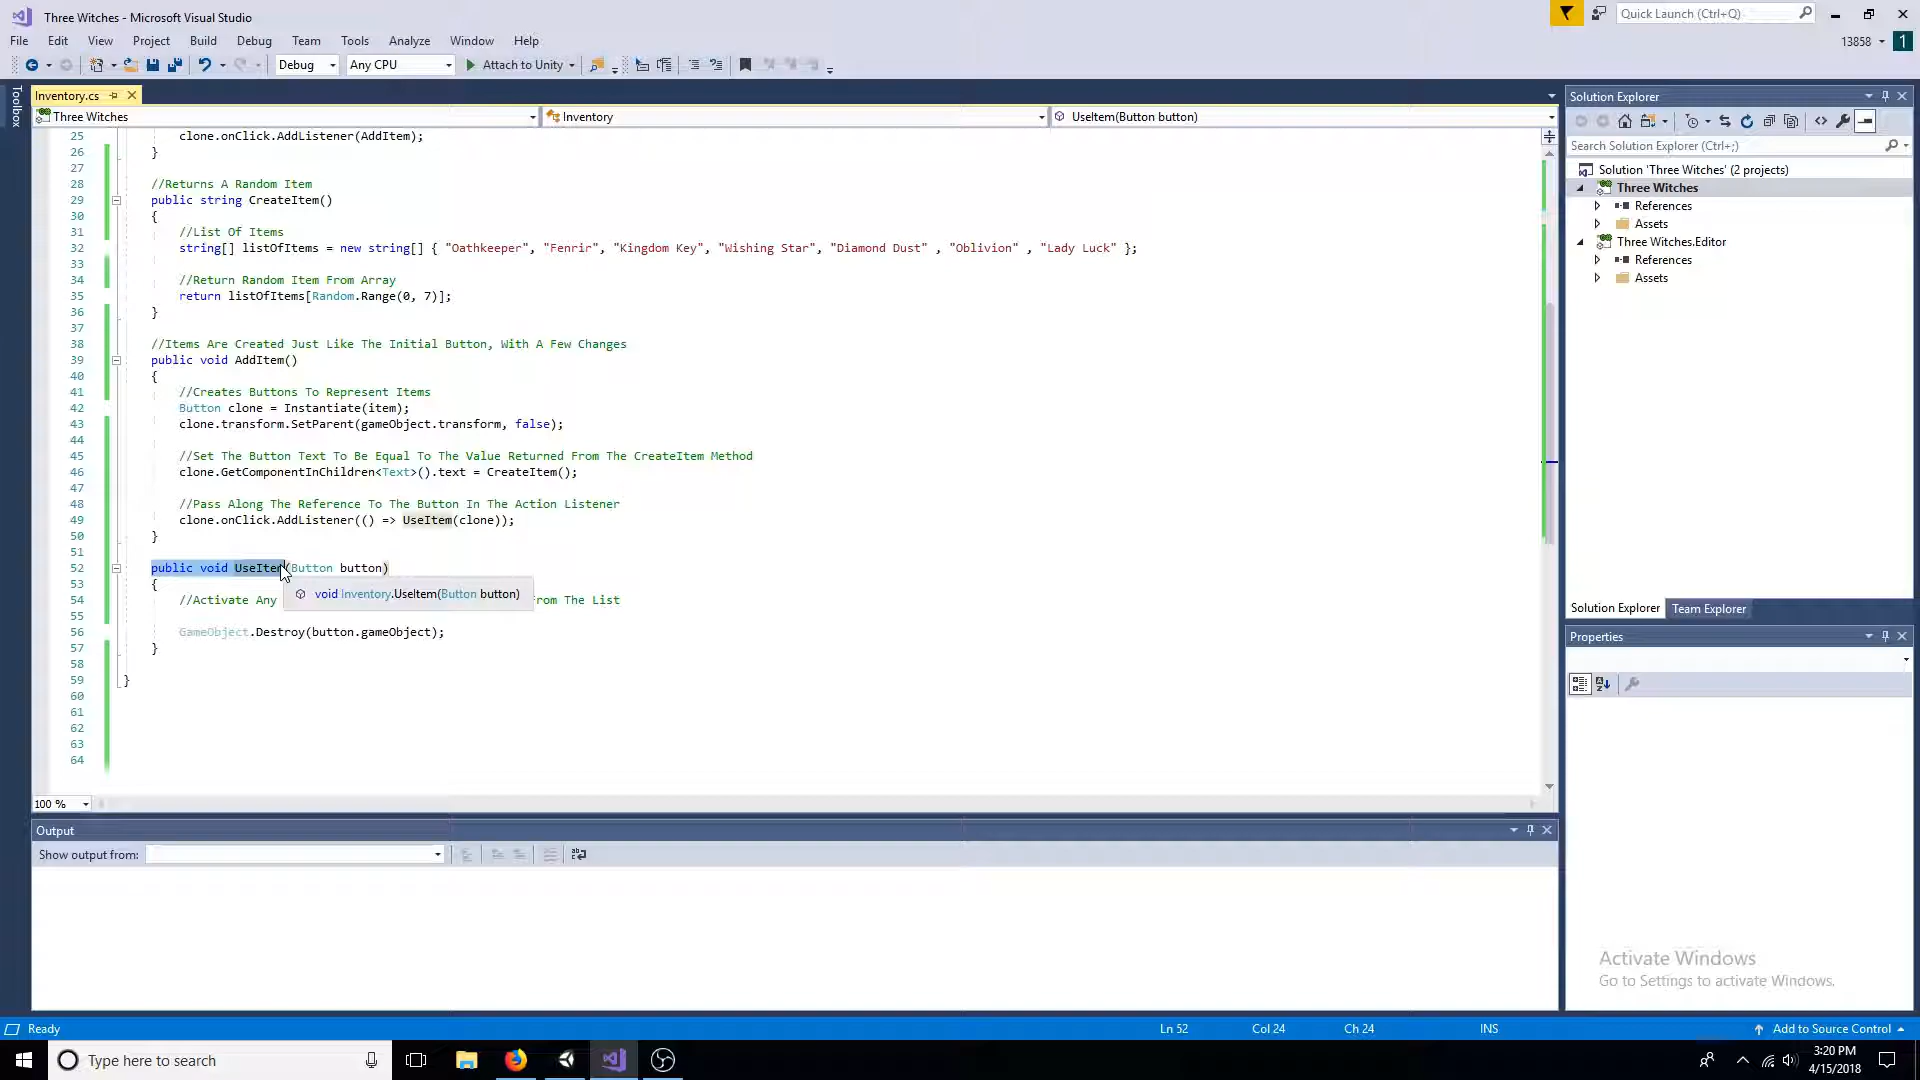 Three Witches - Microsoft Visual Studio
Quick Launch (Ctrl+Q)
File Edit View Project Build Debug Team Tools Analyze Window Help
13858
1
Debug
Any CPU
Attach to Unity
Toolbox
Inventory.cs
Three Witches
Inventory
UseItem(Button button)
25 clone.onClick.AddListener(AddItem);
26 }
27
28 //Returns A Random Item
29 public string CreateItem()
30 {
31 //List Of Items
32 string[] listOfItems = new string[] { "Oathkeeper", "Fenrir", "Kingdom Key", "Wishing Star", "Diamond Dust" , "Oblivion" , "Lady Luck" };
33
34 //Return Random Item From Array
35 return listOfItems[Random.Range(0, 7)];
36 }
37
38 //Items Are Created Just Like The Initial Button, With A Few Changes
39 public void AddItem()
40 {
41 //Creates Buttons To Represent Items
42 Button clone = Instantiate(item);
43 clone.transform.SetParent(gameObject.transform, false);
44
45 //Set The Button Text To Be Equal To The Value Returned From The CreateItem Method
46 clone.GetComponentInChildren<Text>().text = CreateItem();
47
48 //Pass Along The Reference To The Button In The Action Listener
49 clone.onClick.AddListener(() => UseItem(clone));
50 }
51
52 public void UseItem(Button button)
53 {
void Inventory.UseItem(Button button)
54 //Activate Any From The List
55
56 GameObject.Destroy(button.gameObject);
57 }
58
59 }
60
61
62
63
64
100 %
Output
Show output from:
Solution Explorer
Search Solution Explorer (Ctrl+;)
Solution 'Three Witches' (2 projects)
Three Witches
References
Assets
Three Witches.Editor
References
Assets
Solution Explorer Team Explorer
Properties
Activate Windows
Go to Settings to activate Windows.
Ready
Ln 52 Col 24 Ch 24 INS
Add to Source Control
Type here to search
3:20 PM
4/15/2018